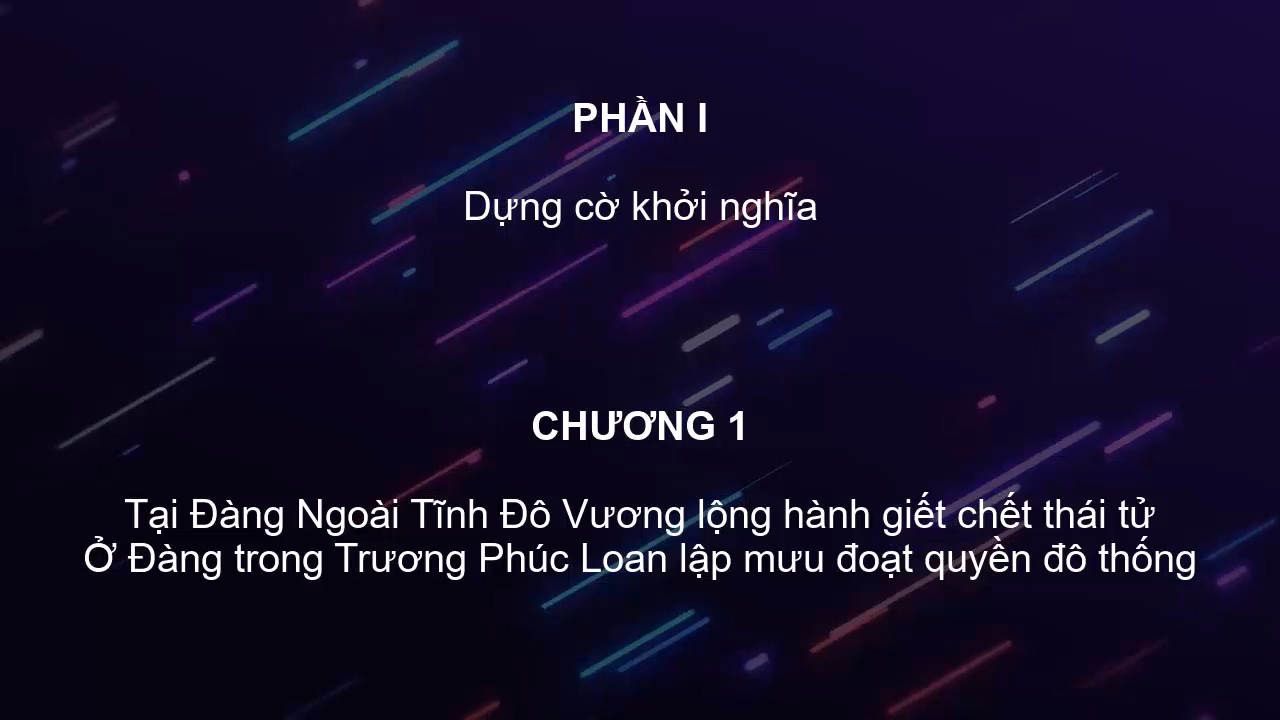 PHẦN I
Dựng cờ khởi nghĩa
CHƯƠNG 1
Tại Đàng Ngoài Tĩnh Đô Vương lộng hành giết chết thái tử
Ở Đàng trong Trương Phúc Loan lập mưu đoạt quyền đô thống